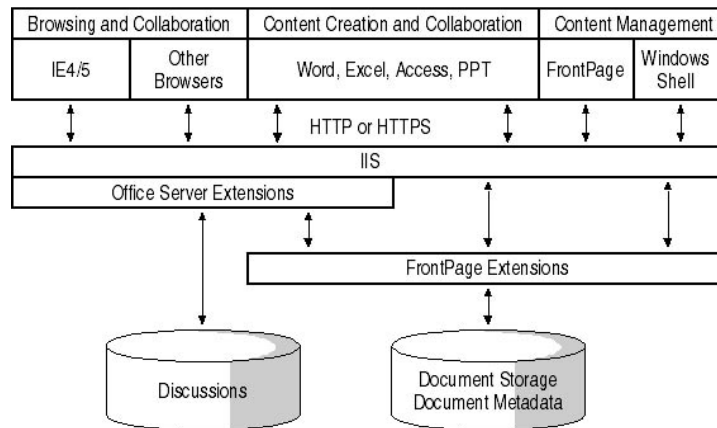 Browsing and Collaboration
Content Creation and Collaboration
Content Management
IE4/5
Other
Browsers
Word, Excel, Access, PPT
FrontPage
Windows
Shell
HTTP or HTTPS
IIS
Office Server Extensions
FrontPage Extensions
Discussions
Document Storage
Document Metadata